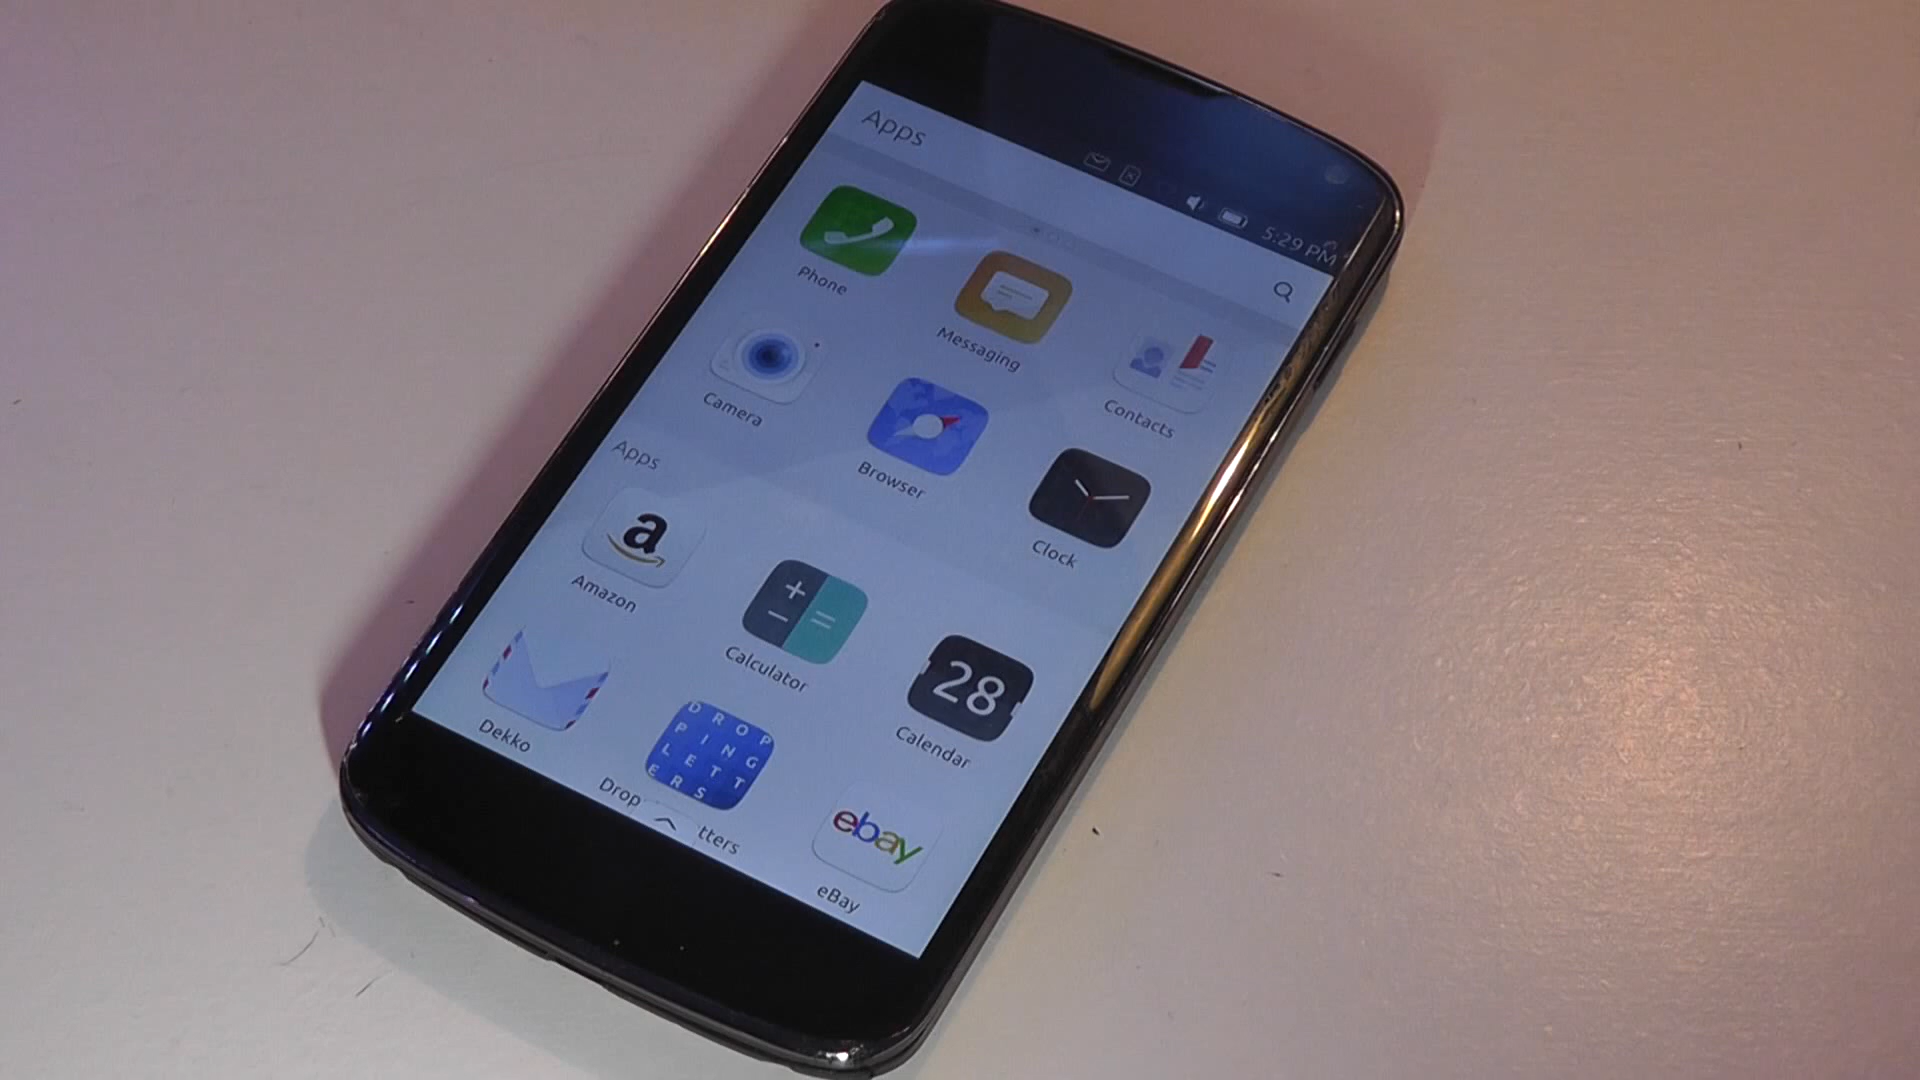 5:29 PM
Apps
Phone
Messaging
Contacts
Camera
Browser
Clock
Apps
a
Amazon
Calculator
28
Calendar
Dekko
DROP
PING
LETT
ERS
Drop tters
ebay
eBay